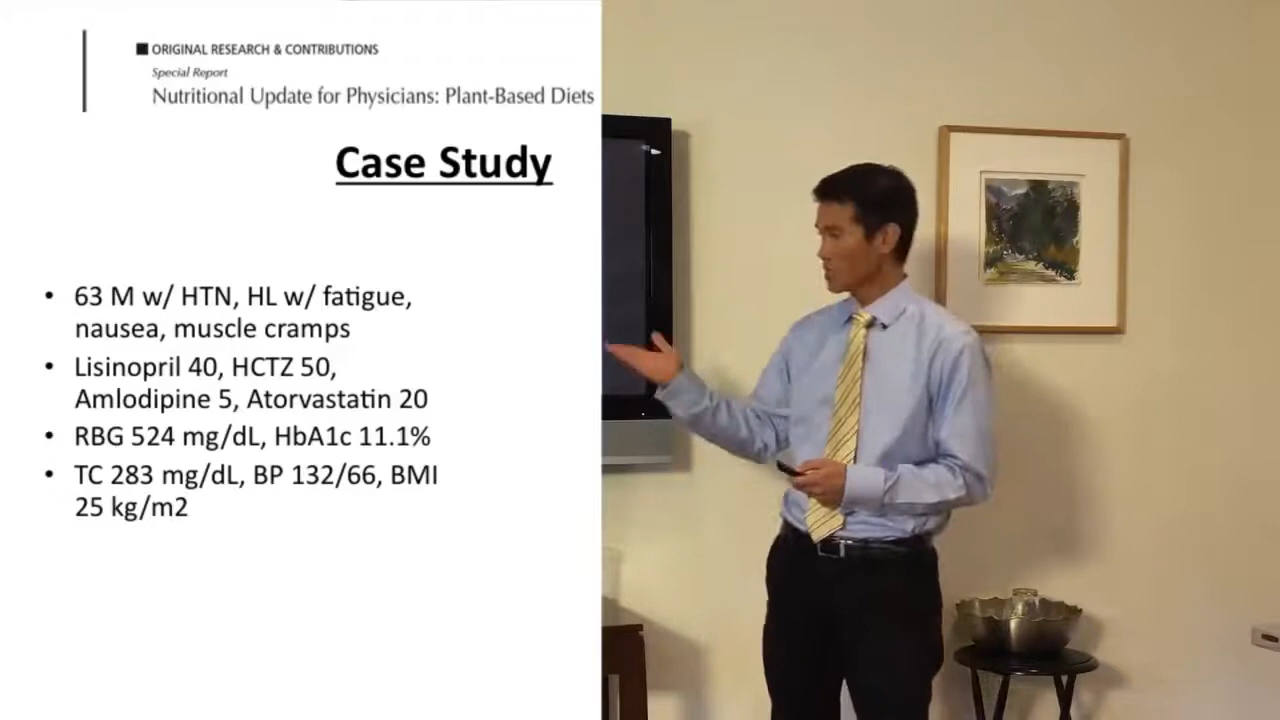 ORIGINAL RESEARCH & CONTRIBUTIONS
Special Report
Nutritional Update for Physicians: Plant-Based Diets
Case Study
• 63 M w/ HTN, HL w/ fatigue,
nausea, muscle cramps
• Lisinopril 40, HCTZ 50,
Amlodipine 5, Atorvastatin 20
• RBG 524 mg/dL, HbA1c 11.1%
• TC 283 mg/dL, BP 132/66, BMI
25 kg/m2